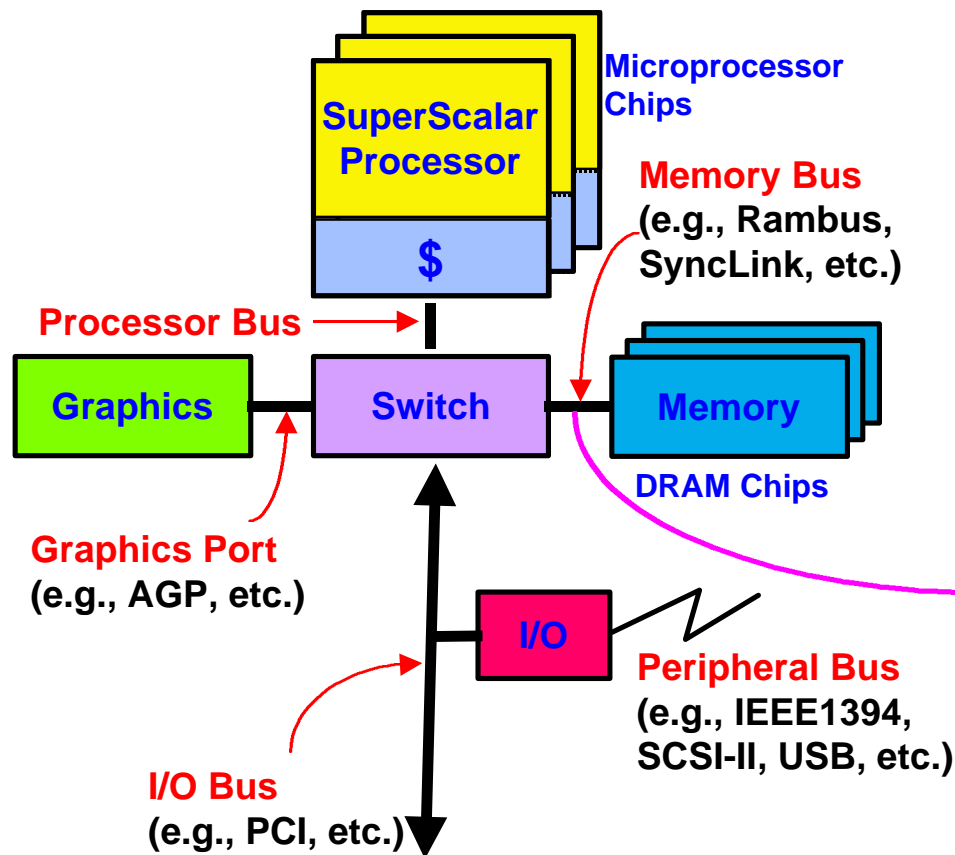 Microprocessor
Chips
SuperScalar
Processor
$
Memory Bus
(e.g., Rambus,
SyncLink, etc.)
Processor Bus
Graphics
Switch
Memory
DRAM Chips
Graphics Port
(e.g., AGP, etc.)
I/O
Peripheral Bus
(e.g., IEEE1394,
SCSI-II, USB, etc.)
I/O Bus
(e.g., PCI, etc.)